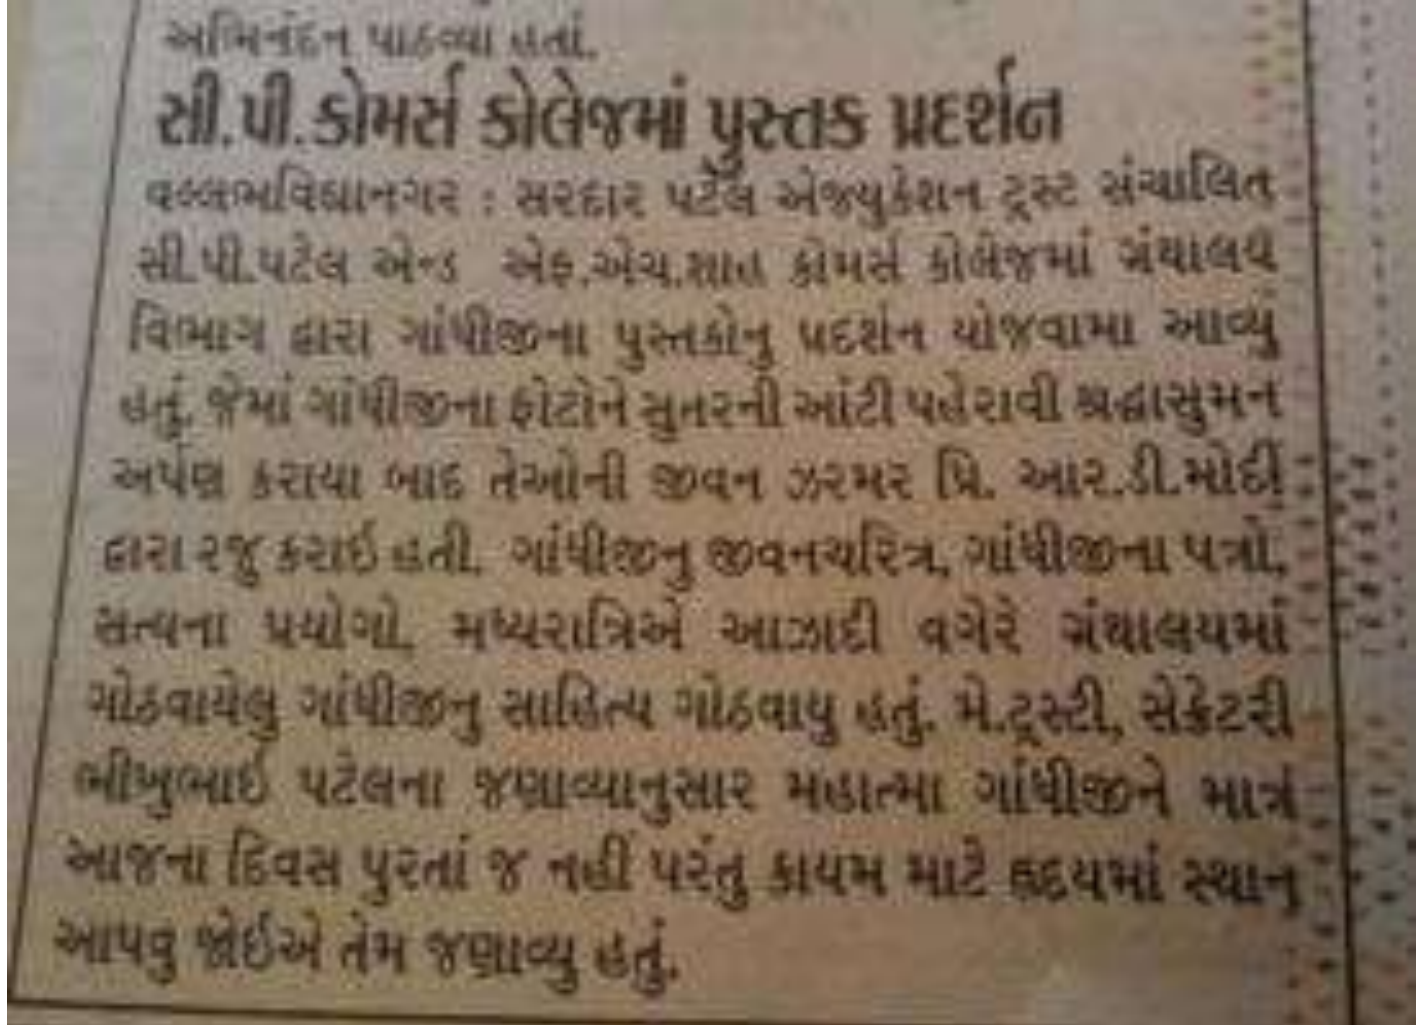 અભિનંદન પાઠવ્યા હતાં.
સી.પી.કોમર્સ કોલેજમાં પુસ્તક પ્રદર્શન
વલ્લભવિદ્યાનગર : સરદાર પટેલ એજ્યુકેશન ટ્રસ્ટ સંચાલિત
સી.પી.પટેલ એન્ડ એફ.એચ.શાહ કોમર્સ કોલેજમાં ગ્રંથાલય
વિભાગ દ્વારા ગાંધીજીના પુસ્તકોનુ પ્રદર્શન યોજવામા આવ્યુ
હતું. જેમાં ગાંધીજીના ફોટોને સુતરની આંટી પહેરાવી શ્રદ્ધાસુમન
અર્પણ કરાયા બાદ તેઓની જીવન ઝરમર પ્રિ. આર.ડી.મોદી
દ્વારા રજુ કરાઈ હતી. ગાંધીજીનુ જીવનચરિત્ર, ગાંધીજીના પત્રો,
સત્યના પ્રયોગો, મધ્યરાત્રિએ આઝાદી વગેરે ગ્રંથાલયમાં
ગોઠવાયેલુ ગાંધીજીનુ સાહિત્ય ગોઠવાયુ હતું. મે.ટ્રસ્ટી, સેક્રેટરી
ભીખુભાઈ પટેલના જણાવ્યાનુસાર મહાત્મા ગાંધીજીને માત્ર
આજના દિવસ પુરતાં જ નહીં પરંતુ કાયમ માટે હૃદયમાં સ્થાન
આપવુ જોઈએ તેમ જણાવ્યુ હતું.